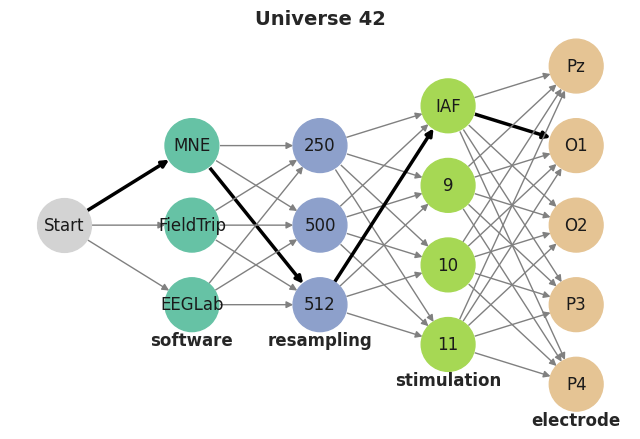 Universe 42
Start
MNE
FieldTrip
EEGLab
software
250
500
512
resampling
IAF
9
10
11
stimulation
Pz
O1
O2
P3
P4
electrode